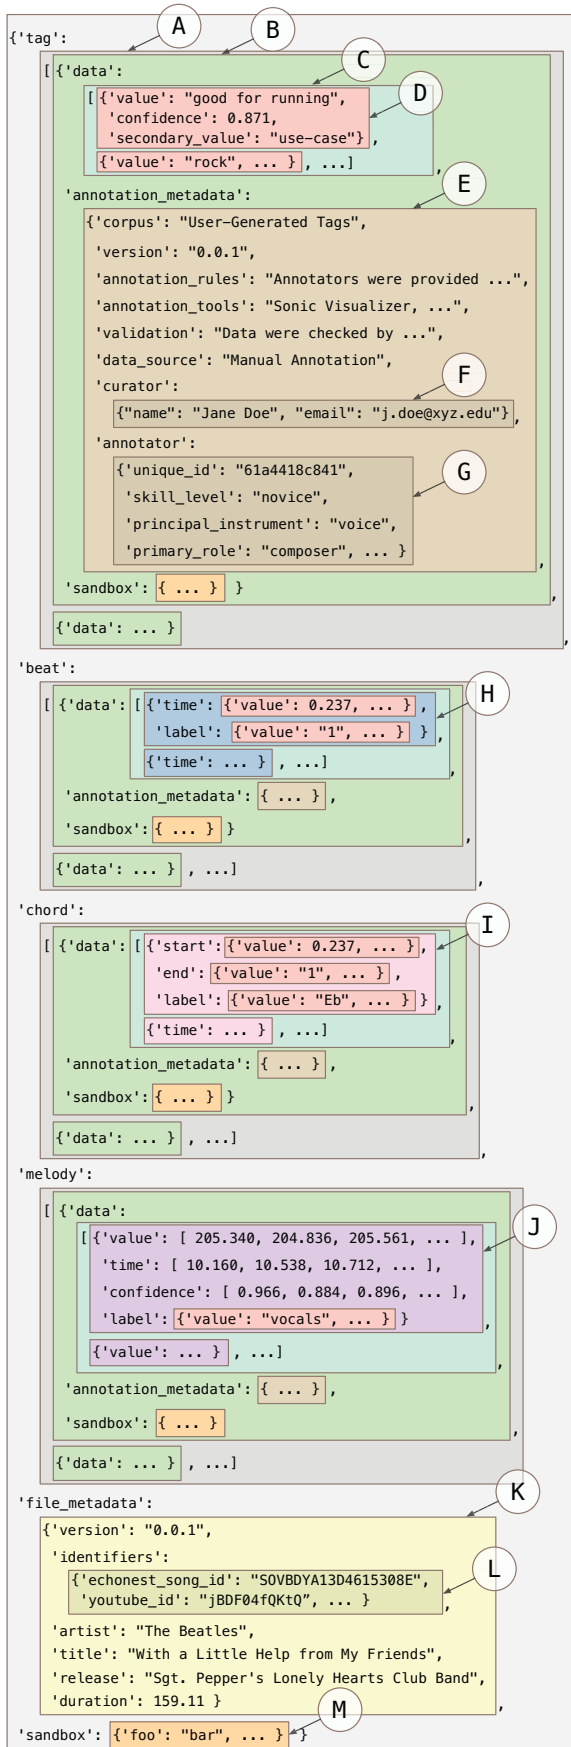 A
{'tag':
B
C
[ {'data':
D
[ {'value': "good for running",
'confidence': 0.871,
'secondary_value': "use-case"} ,
{'value': "rock", ... } , ...]
,
E
'annotation_metadata':
{'corpus': "User-Generated Tags",
'version': "0.0.1",
'annotation_rules': "Annotators were provided ...",
'annotation_tools': "Sonic Visualizer, ...",
'validation': "Data were checked by ...",
'data_source': "Manual Annotation",
F
'curator':
{"name": "Jane Doe", "email": "j.doe@xyz.edu"} ,
'annotator':
G
{'unique_id': "61a4418c841",
'skill_level': "novice",
'principal_instrument': "voice",
'primary_role': "composer", ... }
,
'sandbox': { ... } }
,
{'data': ... }
,
'beat':
H
[ {'data': [ {'time': {'value': 0.237, ... } ,
'label': {'value': "1", ... } } ,
{'time': ... } , ...]
,
'annotation_metadata': { ... } ,
'sandbox': { ... } }
,
{'data': ... } , ...]
,
'chord':
I
[ {'data': [ {'start': {'value': 0.237, ... },
'end': {'value': "1", ... } ,
'label': {'value': "Eb", ... } } ,
{'time': ... } , ...]
,
'annotation_metadata': { ... } ,
'sandbox': { ... } }
,
{'data': ... } , ...]
,
'melody':
[ {'data':
J
[ {'value': [ 205.340, 204.836, 205.561, ... ],
'time': [ 10.160, 10.538, 10.712, ... ],
'confidence': [ 0.966, 0.884, 0.896, ... ],
'label': {'value': "vocals", ... } }
,
{'value': ... } , ...]
,
'annotation_metadata': { ... } ,
'sandbox': { ... }
,
{'data': ... } , ...]
,
K
'file_metadata':
{'version': "0.0.1",
'identifiers':
L
{'echonest_song_id': "SOVBDYA13D4615308E",
'youtube_id': "jBDF04fQKtQ”, ... }
,
'artist': "The Beatles",
'title': "With a Little Help from My Friends",
'release': "Sgt. Pepper's Lonely Hearts Club Band",
'duration': 159.11 }
,
M
'sandbox': {'foo': "bar", ... } }